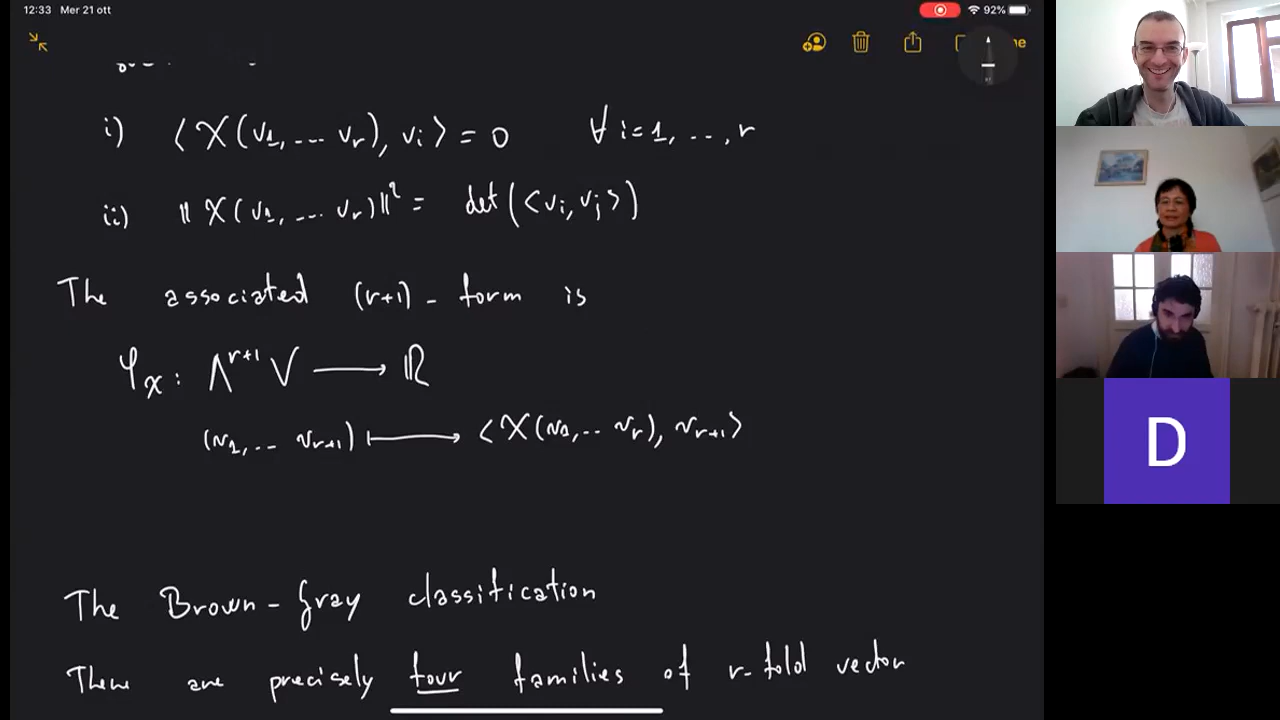 12:33 Mer 21 ott
92%
i) ⟨X(v1, ... vr), vi⟩ = 0 ∀ i = 1, ..., r
ii) ‖X(v1, ... vr)‖² = det(⟨vi, vj⟩)
The associated (r+1) - form is
φ_X : Λ^{r+1} V ⟶ ℝ
(v1, ... vr+1) ⟼ ⟨X(v1, ... vr), vr+1⟩
The Brown - Gray classification
There are precisely four families of r-fold vector
D